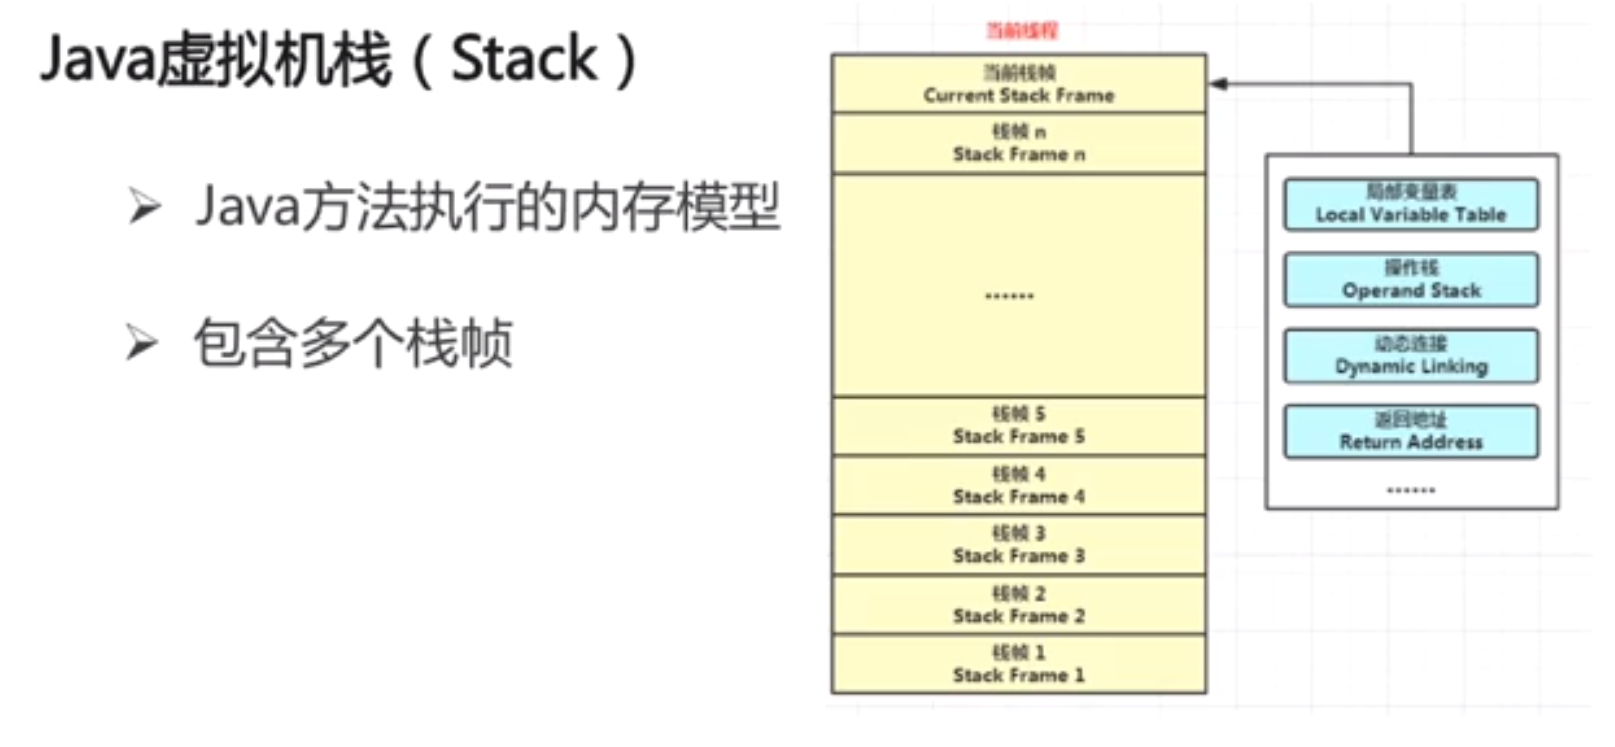 Java虚拟机栈（Stack）
Java方法执行的内存模型
包含多个栈帧
当前线程
当前栈帧
Current Stack Frame
栈帧 n
Stack Frame n
......
栈帧 5
Stack Frame 5
栈帧 4
Stack Frame 4
栈帧 3
Stack Frame 3
栈帧 2
Stack Frame 2
栈帧 1
Stack Frame 1
局部变量表
Local Variable Table
操作栈
Operand Stack
动态连接
Dynamic Linking
返回地址
Return Address
......